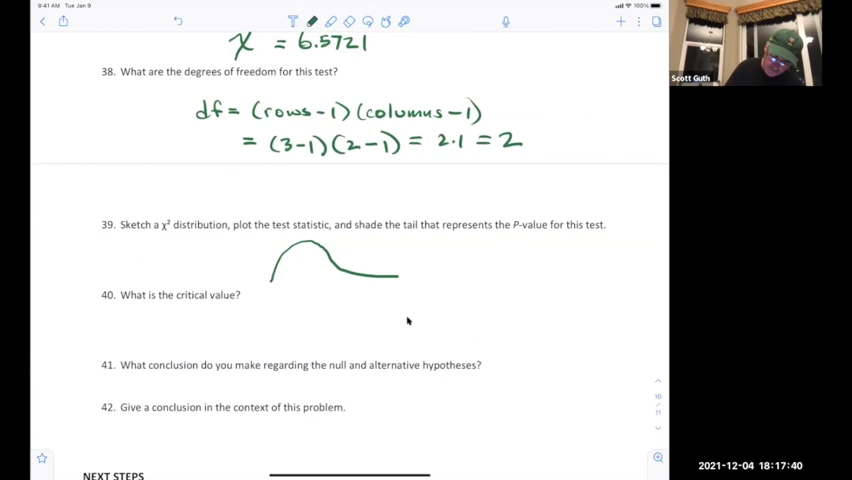 9:41 AM Tue Jan 9
100%
T
χ = 6.5721
38. What are the degrees of freedom for this test?
df = (rows - 1)(columns - 1)
= (3-1)(2-1) = 2·1 = 2
39. Sketch a χ² distribution, plot the test statistic, and shade the tail that represents the P-value for this test.
40. What is the critical value?
41. What conclusion do you make regarding the null and alternative hypotheses?
42. Give a conclusion in the context of this problem.
NEXT STEPS
10
/
11
Scott Guth
2021-12-04 18:17:40